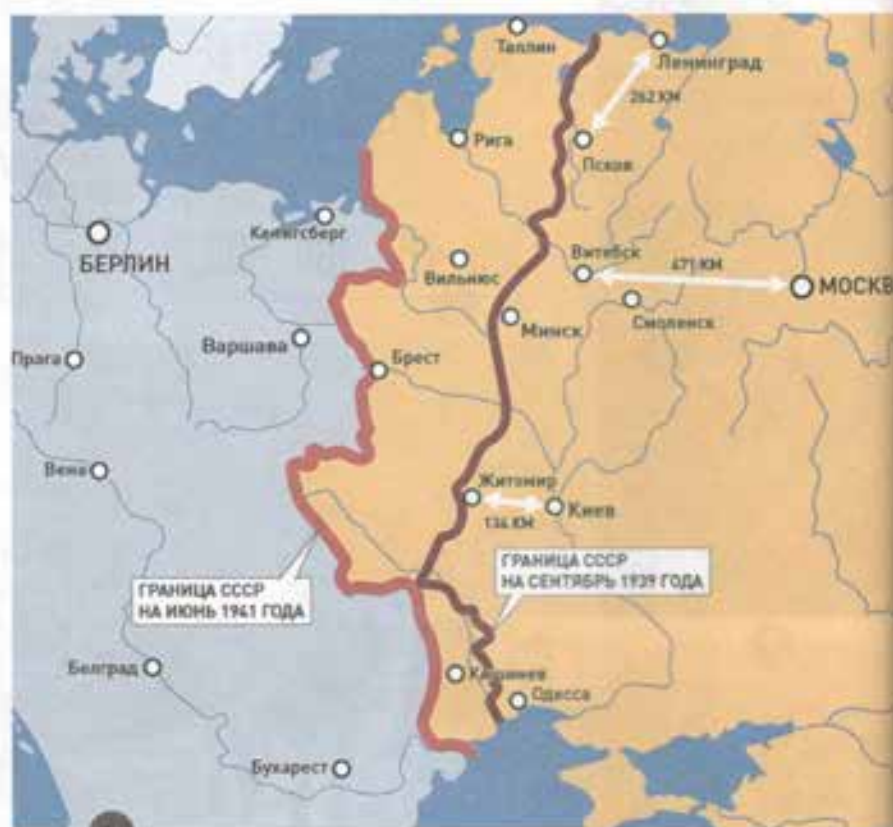 Таллин
Ленинград
262 КМ
Рига
Псков
Кенигсберг
БЕРЛИН
Витебск
471 КМ
Вильнюс
МОСКВ
Смоленск
Минск
Варшава
Прага
Брест
Вена
Житомир
Киев
134 КМ
ГРАНИЦА СССР
НА СЕНТЯБРЬ 1939 ГОДА
ГРАНИЦА СССР
НА ИЮНЬ 1941 ГОДА
Белград
Кишинев
Одесса
Бухарест